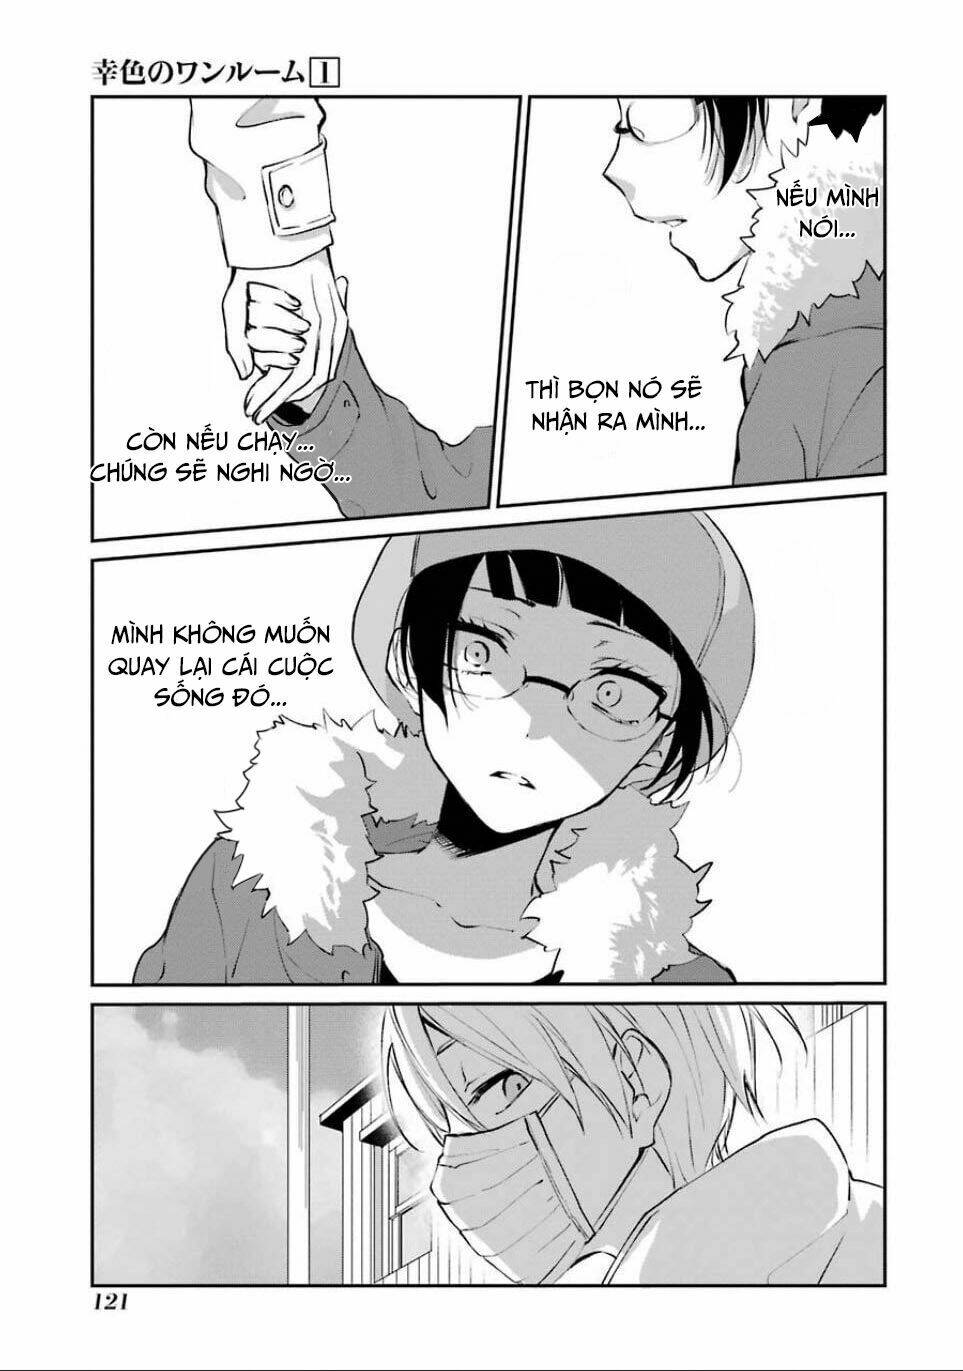 幸色のワンルーム1
NẾU MÌNH
NÓI...
THÌ BỌN NÓ SẼ
NHẬN RA MÌNH...
CÒN NẾU CHẠY...
CHÚNG SẼ NGHI NGỜ...
MÌNH KHÔNG MUỐN
QUAY LẠI CÁI CUỘC
SỐNG ĐÓ...
121